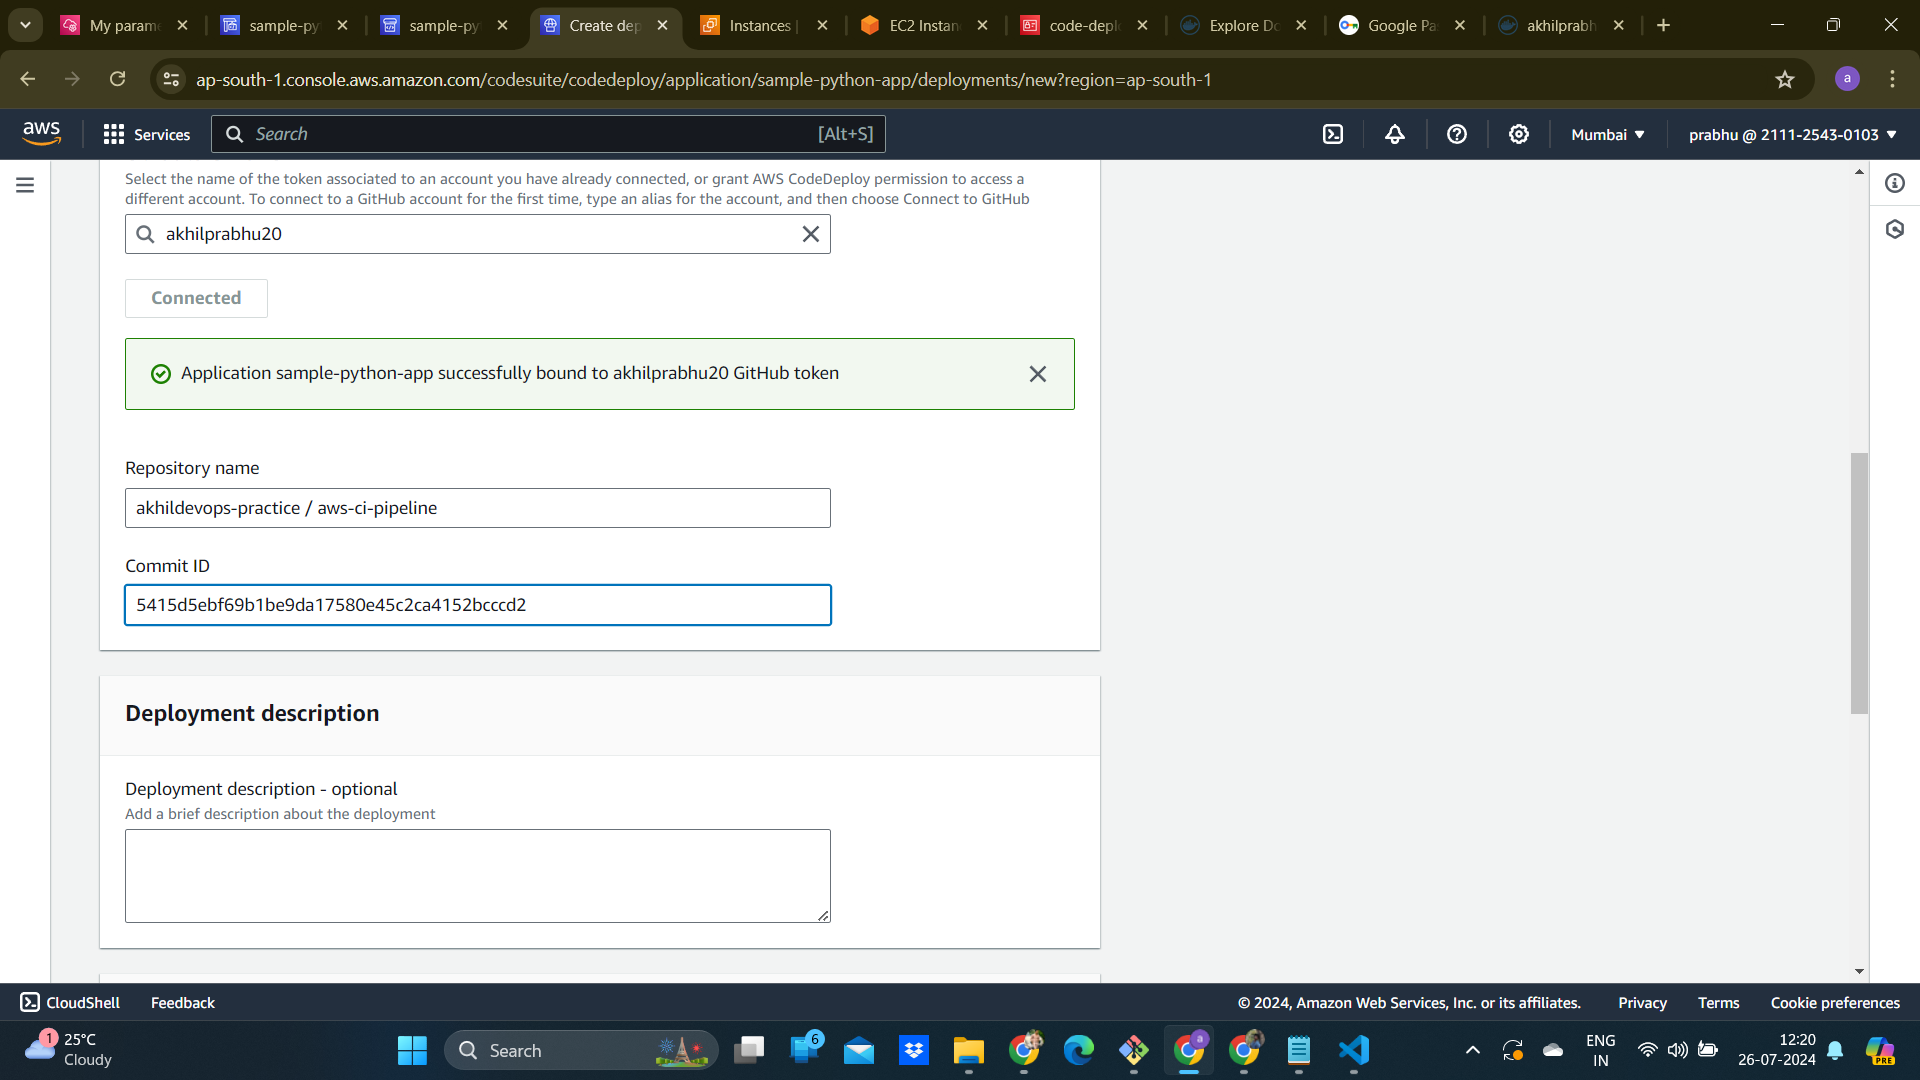 My parame
sample-py
sample-py
Create dep
Instances |
EC2 Instan
code-deplo
Explore Do
Google Pa
akhilprabh
ap-south-1.console.aws.amazon.com/codesuite/codedeploy/application/sample-python-app/deployments/new?region=ap-south-1
a
aws
Services
Search
[Alt+S]
Mumbai
prabhu @ 2111-2543-0103
Select the name of the token associated to an account you have already connected, or grant AWS CodeDeploy permission to access a
different account. To connect to a GitHub account for the first time, type an alias for the account, and then choose Connect to GitHub
akhilprabhu20
Connected
Application sample-python-app successfully bound to akhilprabhu20 GitHub token
Repository name
akhildevops-practice / aws-ci-pipeline
Commit ID
5415d5ebf69b1be9da17580e45c2ca4152bcccd2
Deployment description
Deployment description - optional
Add a brief description about the deployment
CloudShell
Feedback
© 2024, Amazon Web Services, Inc. or its affiliates.
Privacy
Terms
Cookie preferences
1
25°C
Cloudy
Search
6
a
ENG
IN
12:20
26-07-2024
PRE